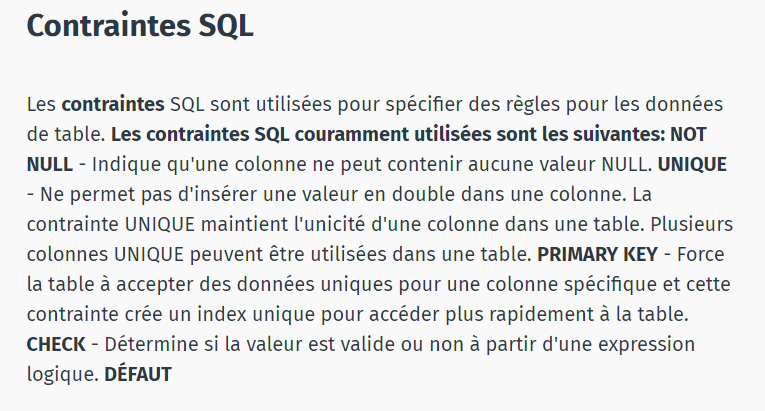 Contraintes SQL
Les contraintes SQL sont utilisées pour spécifier des règles pour les données
de table. Les contraintes SQL couramment utilisées sont les suivantes: NOT
NULL - Indique qu'une colonne ne peut contenir aucune valeur NULL. UNIQUE
- Ne permet pas d'insérer une valeur en double dans une colonne. La
contrainte UNIQUE maintient l'unicité d'une colonne dans une table. Plusieurs
colonnes UNIQUE peuvent être utilisées dans une table. PRIMARY KEY - Force
la table à accepter des données uniques pour une colonne spécifique et cette
contrainte crée un index unique pour accéder plus rapidement à la table.
CHECK - Détermine si la valeur est valide ou non à partir d'une expression
logique. DÉFAUT